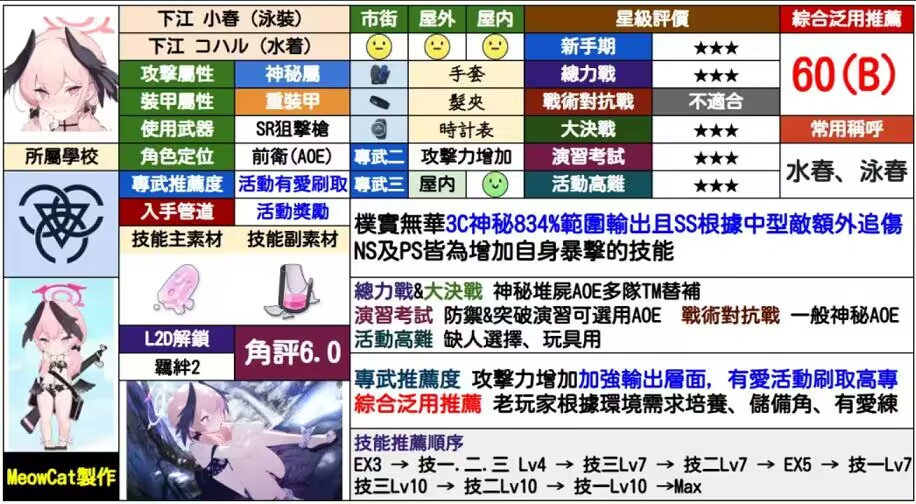 下江 小春（泳裝）
下江 コハル（水着）
市街 屋外 屋内
星級評價
綜合泛用推薦
新手期 ★★★
60(B)
攻擊屬性 神秘屬
手套
總力戰 ★★★
裝甲屬性 重裝甲
髮夾
戰術對抗戰 不適合
使用武器 SR狙擊槍
時計表
大決戰 ★★★
常用稱呼
所屬學校
角色定位 前衛(AOE)
專武二 攻擊力增加
演習考試 ★★★
水春、泳春
專武推薦度 活動有愛刷取
專武三 屋内
活動高難 ★★★
入手管道 活動獎勵
技能主素材 技能副素材
樸實無華3C神秘834%範圍輸出且SS根據中型敵額外追傷
NS及PS皆為增加自身暴擊的技能
總力戰&大決戰 神秘堆屍AOE多隊TM替補
演習考試 防禦&突破演習可選用AOE 戰術對抗戰 一般神秘AOE
活動高難 缺人選擇、玩具用
L2D解鎖
羈絆2
角評6.0
專武推薦度 攻擊力增加加強輸出層面，有愛活動刷取高專
綜合泛用推薦 老玩家根據環境需求培養、儲備角、有愛練
技能推薦順序
EX3 → 技一.二.三 Lv4 → 技三Lv7 → 技二Lv7 → EX5 → 技一Lv7
技三Lv10 → 技二Lv10 → 技一Lv10 →Max
MeowCat製作